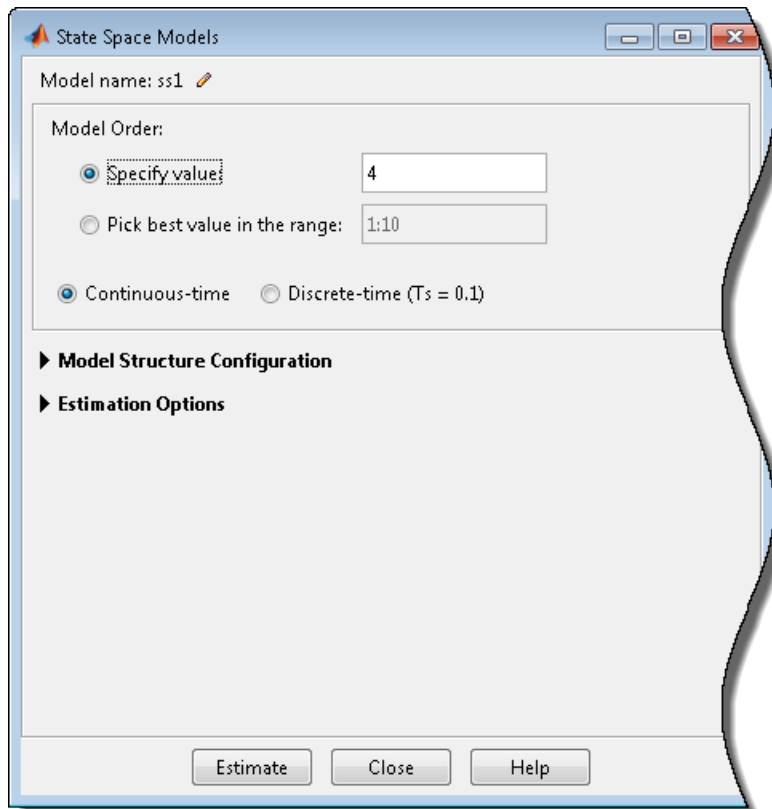 State Space Models
Model name: ss1
Model Order:
Specify value: 4
Pick best value in the range: 1:10
Continuous-time Discrete-time (Ts = 0.1)
Model Structure Configuration
Estimation Options
Estimate Close Help